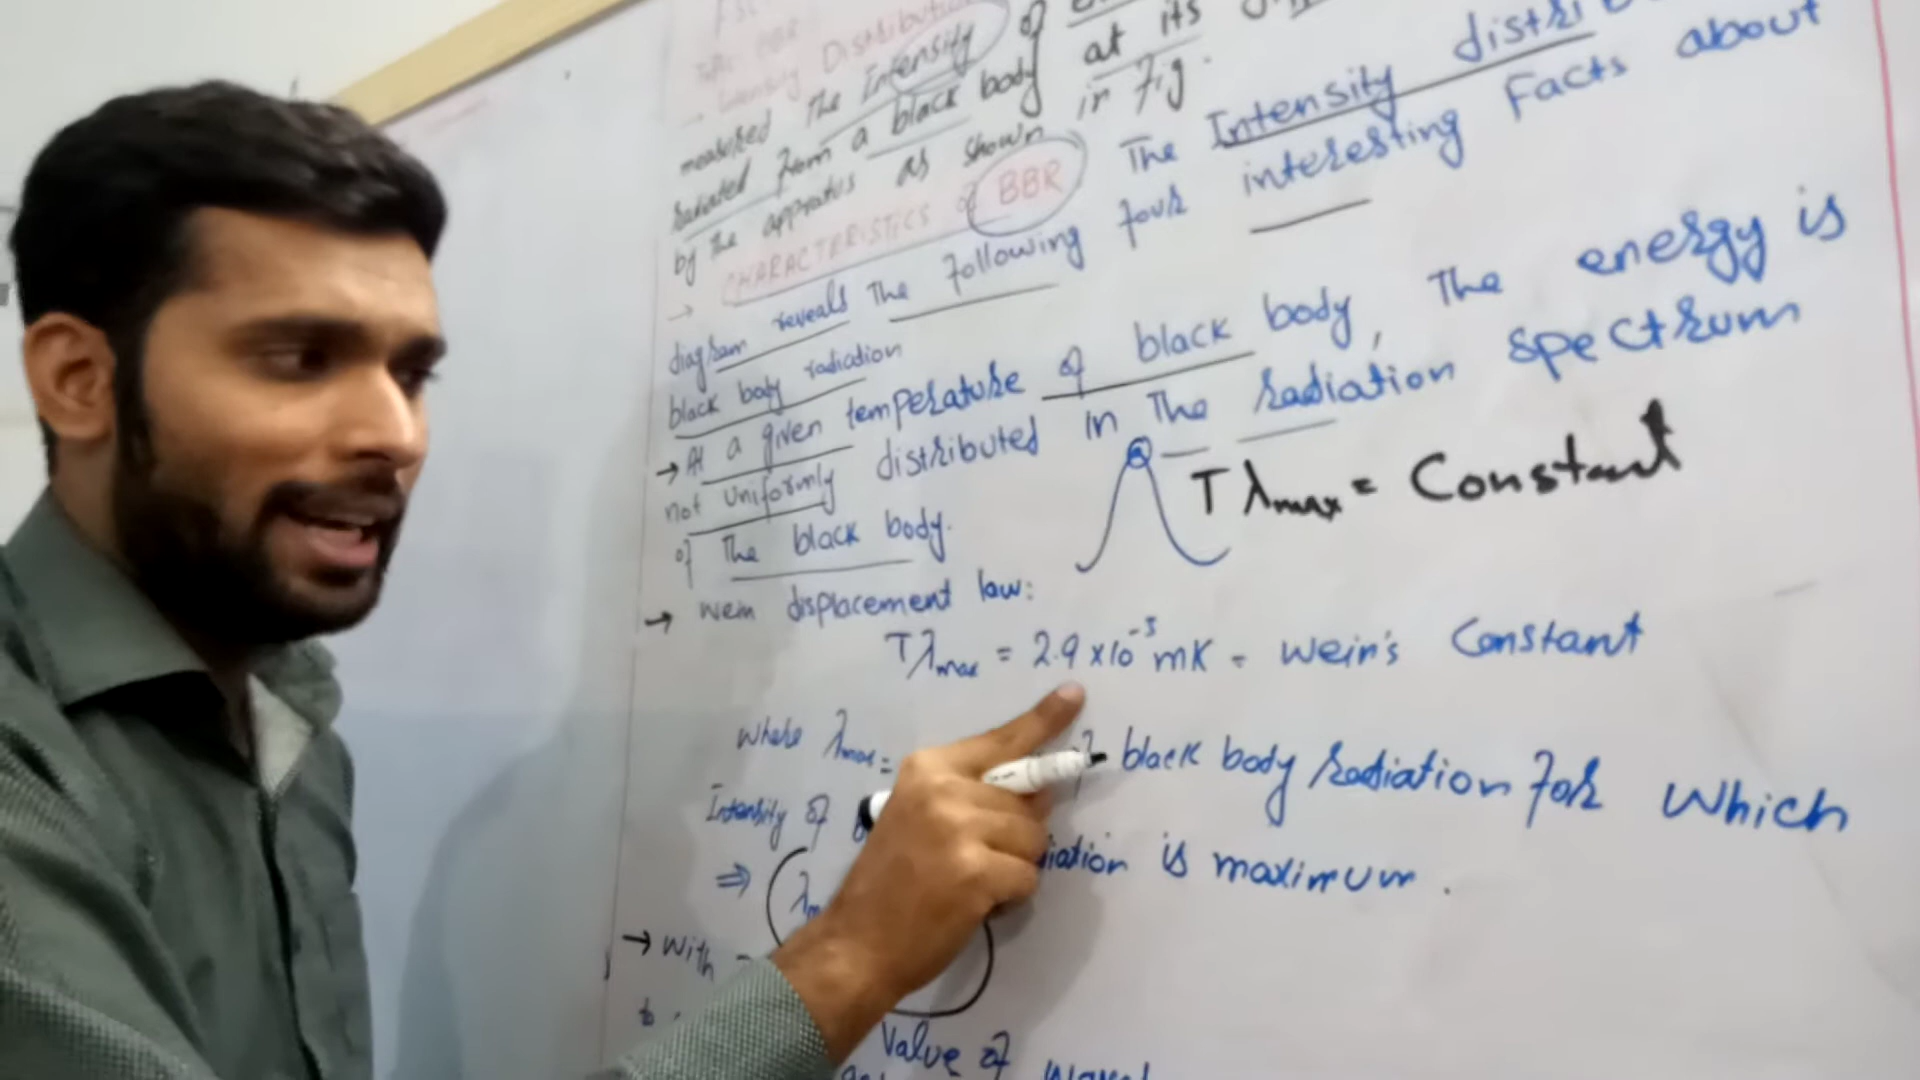 Distribution
measured The Intensity of
radiated from a black body at its
by the appratus as shown in Fig.
CHARACTERISTICS of BBR
→ The Intensity
diagram reveals The following four interesting Facts about
black body radiation
→ At a given temperature of black body, The energy is
not uniformly distributed in The radiation spectrum
of The black body.
Tλmax = Constant
→ wein displacement law:
Tλmax = 2.9 x10⁻³ mK = wein's Constant
where λmax = black body radiation for which
Intensity of is maximum.
⇒
→ with
Value of